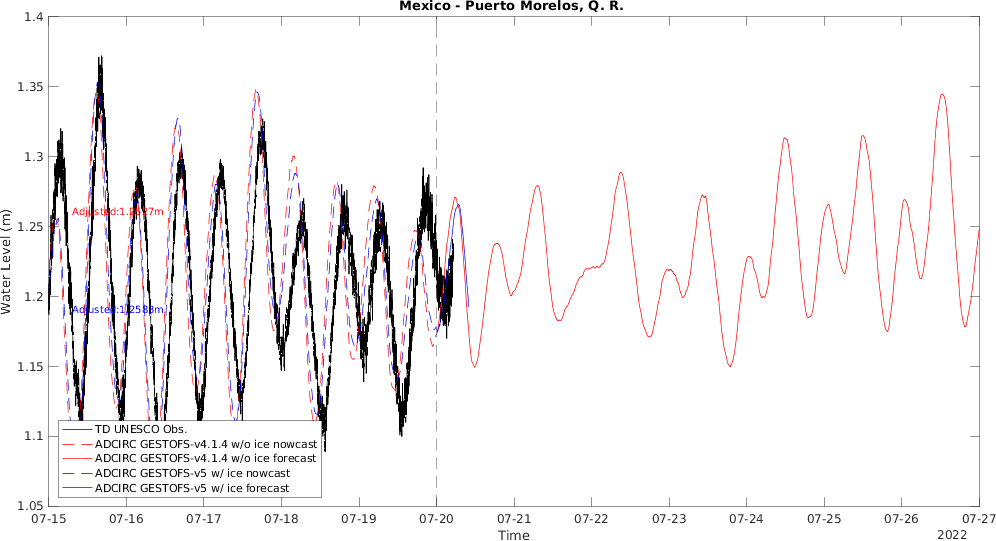 Mexico - Puerto Morelos, Q. R.
1.4
1.35
1.3
1.25
1.2
1.15
1.1
1.05
Water Level (m)
TD UNESCO Obs.
ADCIRC GESTOFS-v4.1.4 w/o ice nowcast
ADCIRC GESTOFS-v4.1.4 w/o ice forecast
ADCIRC GESTOFS-v5 w/ ice nowcast
ADCIRC GESTOFS-v5 w/ ice forecast
07-15 07-16 07-17 07-18 07-19 07-20 07-21 07-22 07-23 07-24 07-25 07-26 07-27
Time
2022